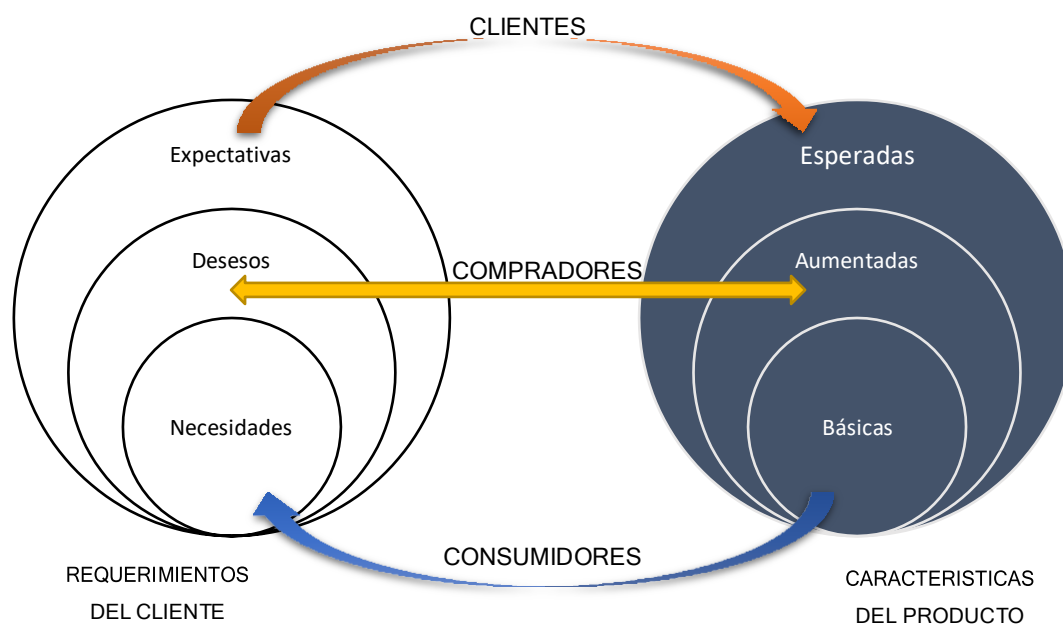 CLIENTES
Expectativas
Esperadas
Desesos
COMPRADORES
Aumentadas
Necesidades
Básicas
CONSUMIDORES
REQUERIMIENTOS
DEL CLIENTE
CARACTERISTICAS
DEL PRODUCTO